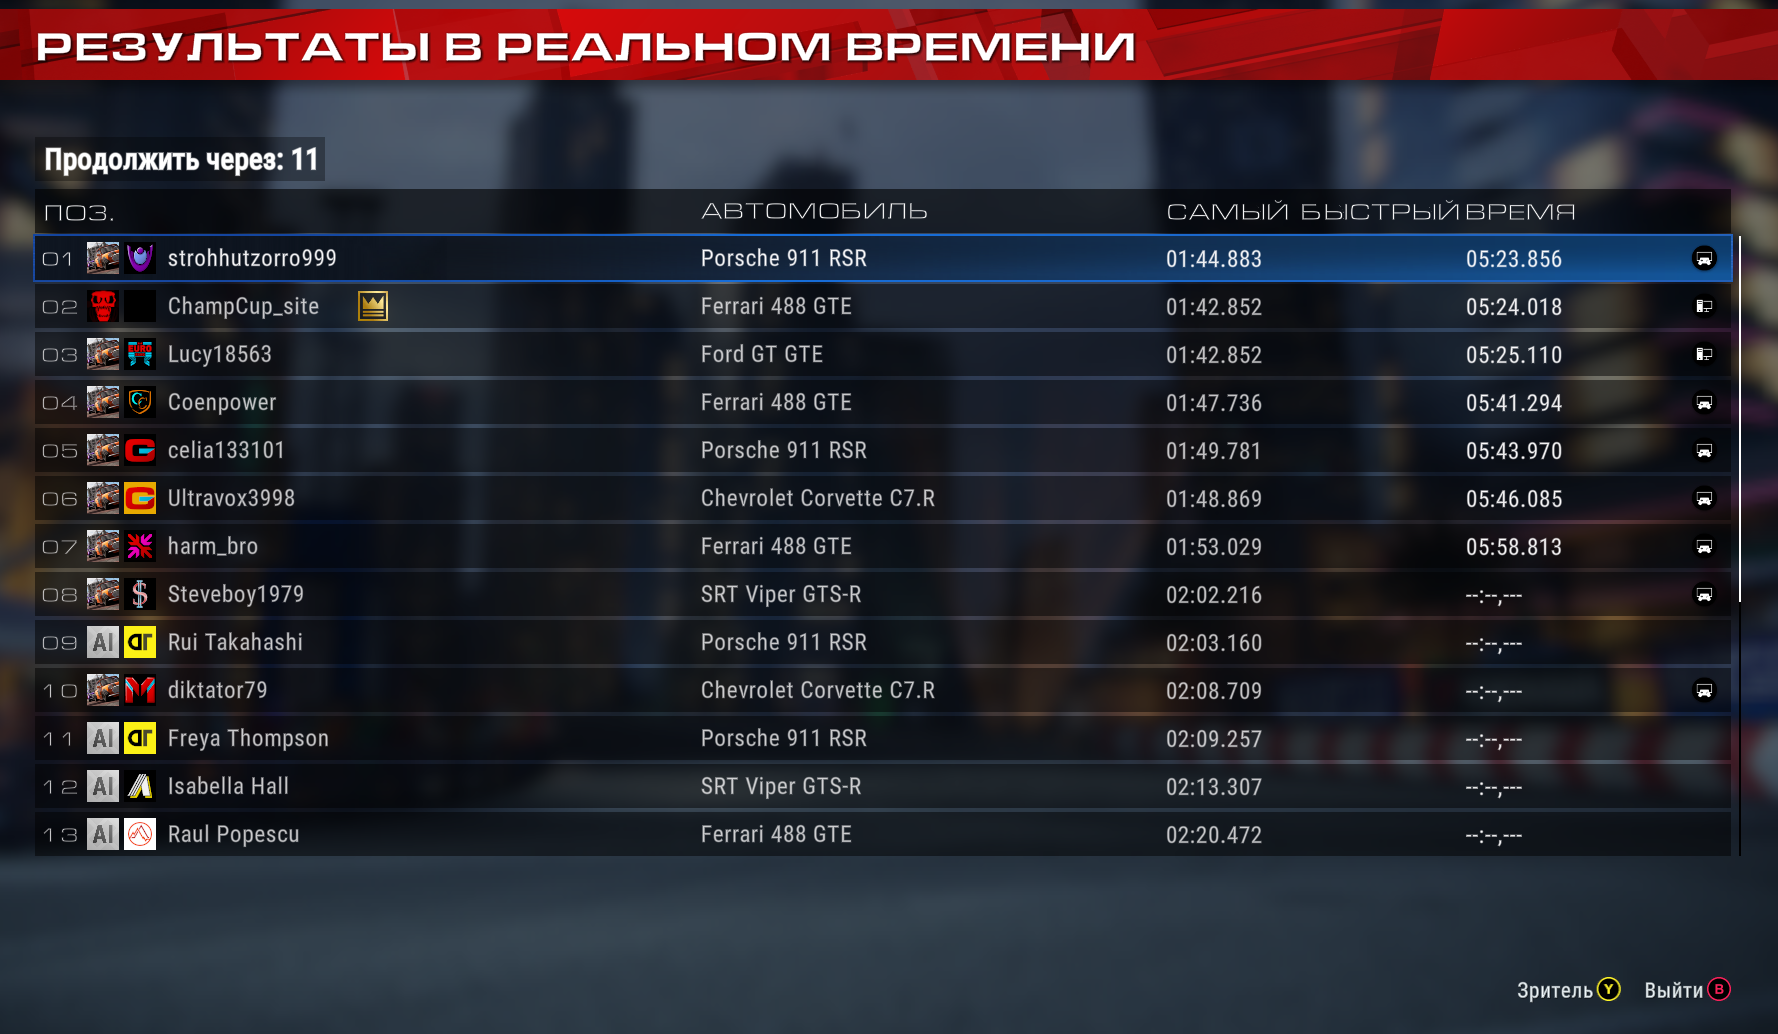 РЕЗУЛЬТАТЫ В РЕАЛЬНОМ ВРЕМЕНИ
Продолжить через: 11
ПОЗ. АВТОМОБИЛЬ САМЫЙ БЫСТРЫЙ ВРЕМЯ
01 strohhutzorro999 Porsche 911 RSR 01:44.883 05:23.856
02 ChampCup_site Ferrari 488 GTE 01:42.852 05:24.018
03 EURO Lucy18563 Ford GT GTE 01:42.852 05:25.110
04 CC Coenpower Ferrari 488 GTE 01:47.736 05:41.294
05 G celia133101 Porsche 911 RSR 01:49.781 05:43.970
06 G Ultravox3998 Chevrolet Corvette C7.R 01:48.869 05:46.085
07 harm_bro Ferrari 488 GTE 01:53.029 05:58.813
08 Steveboy1979 SRT Viper GTS-R 02:02.216 --:--,---
09 AI Rui Takahashi Porsche 911 RSR 02:03.160 --:--,---
10 diktator79 Chevrolet Corvette C7.R 02:08.709 --:--,---
11 AI Freya Thompson Porsche 911 RSR 02:09.257 --:--,---
12 AI Isabella Hall SRT Viper GTS-R 02:13.307 --:--,---
13 AI Raul Popescu Ferrari 488 GTE 02:20.472 --:--,---
Зритель Y Выйти B